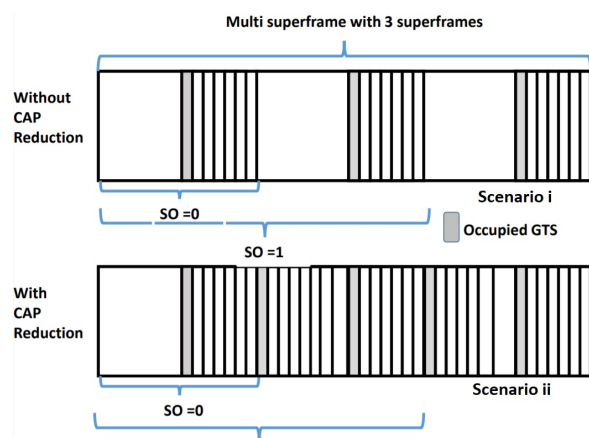 Multi superframe with 3 superframes
Without
CAP
Reduction
Scenario i
SO =0
Occupied GTS
SO =1
With
CAP
Reduction
Scenario ii
SO =0